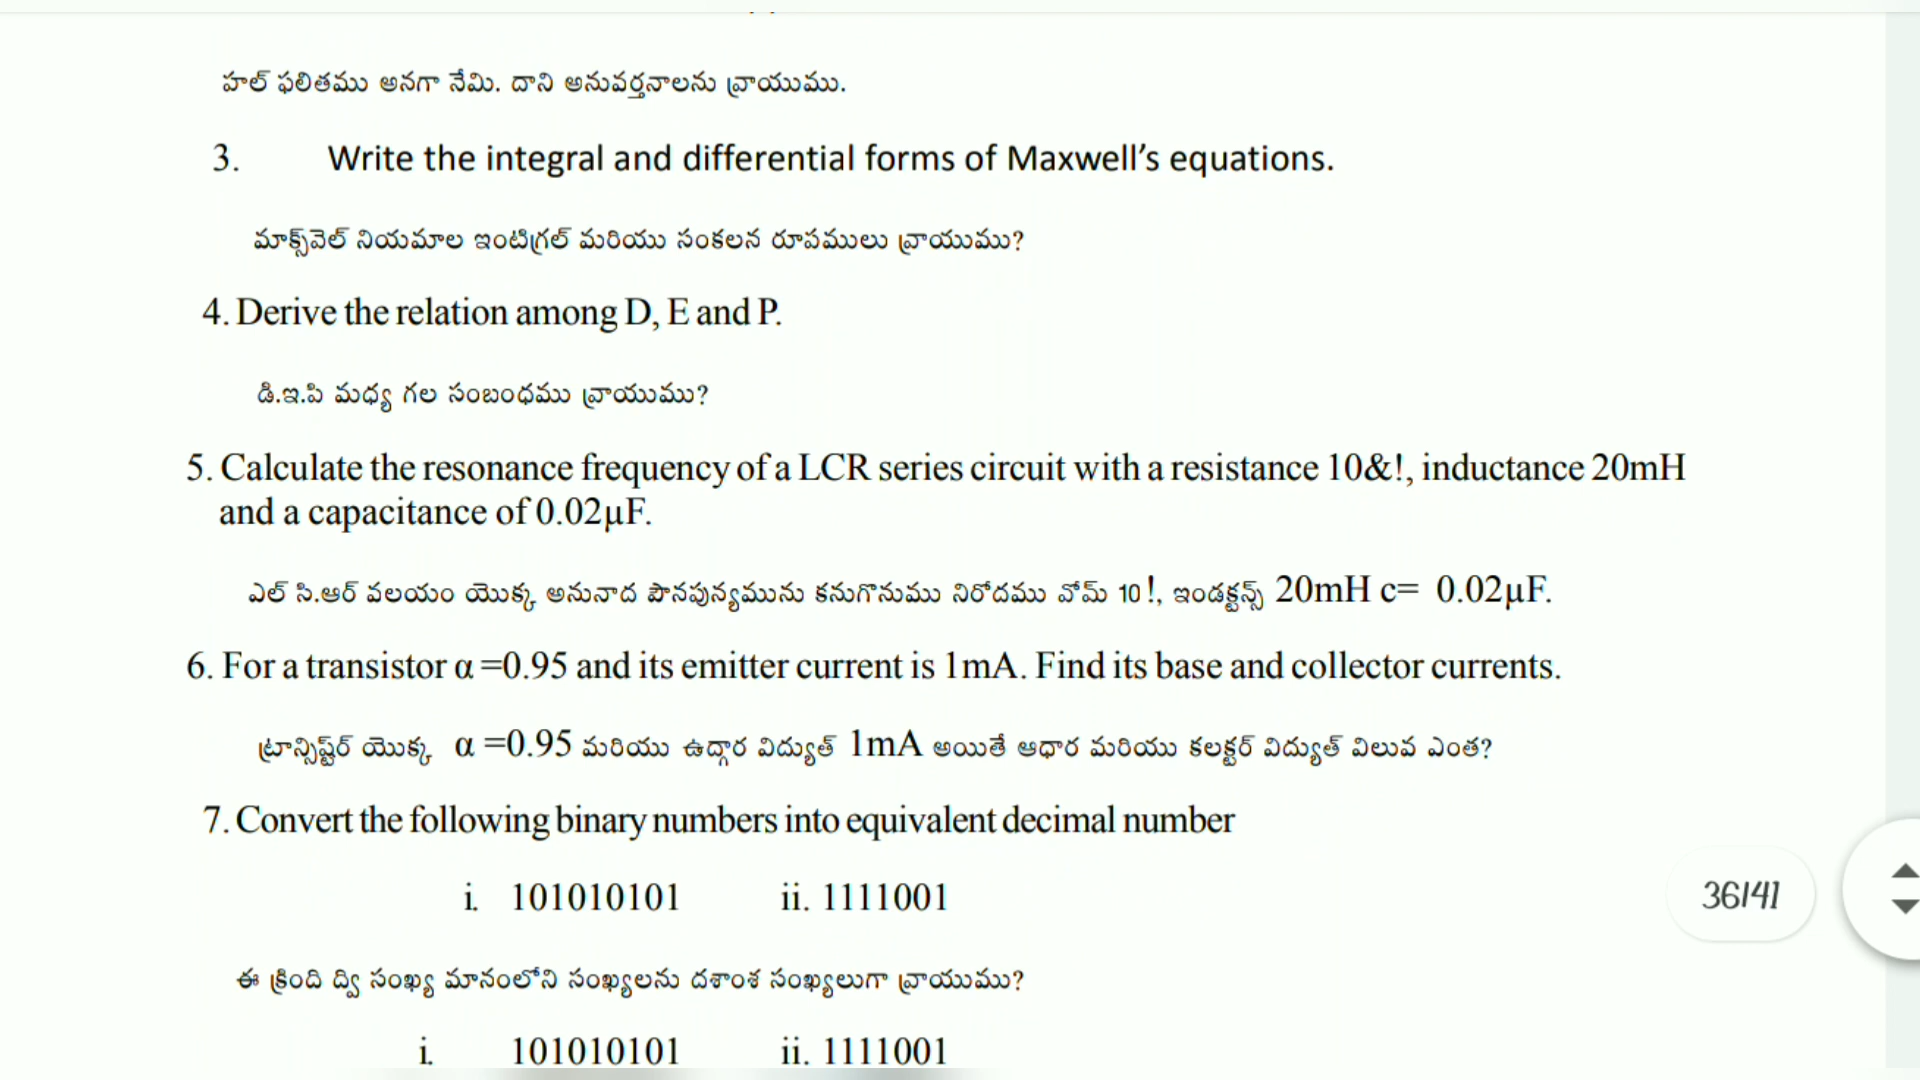 హల్ ఫలితము అనగా నేమి. దాని అనువర్తనాలను వ్రాయుము.
3. Write the integral and differential forms of Maxwell’s equations.
మాక్స్‌వెల్ నియమాల ఇంటిగ్రల్ మరియు సంకలన రూపములు వ్రాయుము?
4. Derive the relation among D, E and P.
డి.ఇ.పి మధ్య గల సంబంధము వ్రాయుము?
5. Calculate the resonance frequency of a LCR series circuit with a resistance 10&!, inductance 20mH
and a capacitance of 0.02µF.
ఎల్ సి.ఆర్ వలయం యొక్క అనునాద పౌనపున్యమును కనుగొనుము నిరోదము వోమ్ 10!, ఇండక్టన్స్ 20mH c= 0.02µF.
6. For a transistor α =0.95 and its emitter current is 1mA. Find its base and collector currents.
ట్రాన్సిష్టర్ యొక్క α =0.95 మరియు ఉద్గార విద్యుత్ 1mA అయితే ఆధార మరియు కలక్టర్ విద్యుత్ విలువ ఎంత?
7. Convert the following binary numbers into equivalent decimal number
i. 101010101 ii. 1111001
36/41
ఈ క్రింది ద్వి సంఖ్య మానంలోని సంఖ్యలను దశాంశ సంఖ్యలుగా వ్రాయుము?
i. 101010101 ii. 1111001